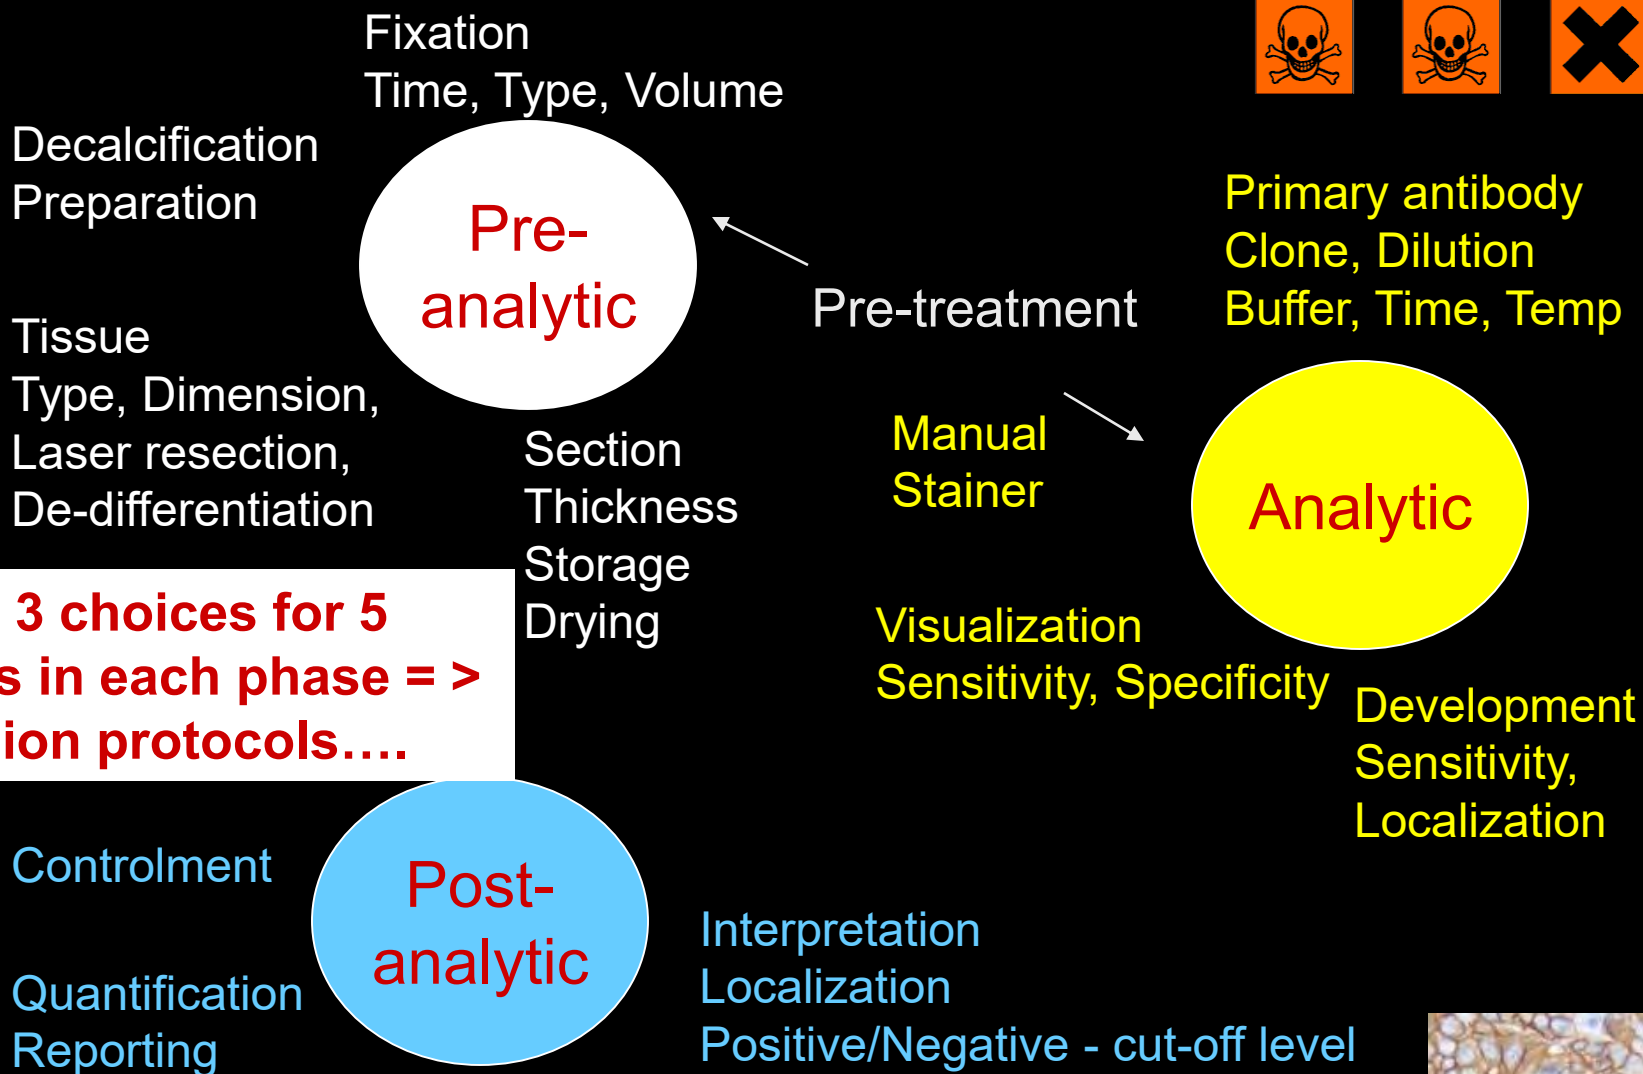 Fixation
Time, Type, Volume
Decalcification
Preparation
Pre-
analytic
Tissue
Type, Dimension,
Laser resection,
De-differentiation
Section
Thickness
Storage
Drying
Pre-treatment
Primary antibody
Clone, Dilution
Buffer, Time, Temp
Manual
Stainer
Analytic
Visualization
Sensitivity, Specificity
Development
Sensitivity,
Localization
3 choices for 5
in each phase = >
protocols….
Controlment
Post-
analytic
Quantification
Reporting
Interpretation
Localization
Positive/Negative - cut-off level